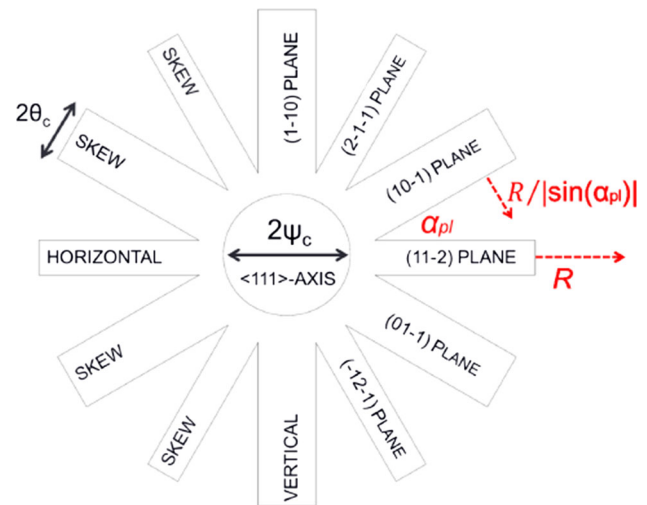 SKEW
(1-10) PLANE
(2-1-1) PLANE
2θc
SKEW
(10-1) PLANE
R/|sin(αpl)|
αpl
HORIZONTAL
2ψc
<111>-AXIS
(11-2) PLANE
R
SKEW
(01-1) PLANE
SKEW
VERTICAL
(-12-1) PLANE